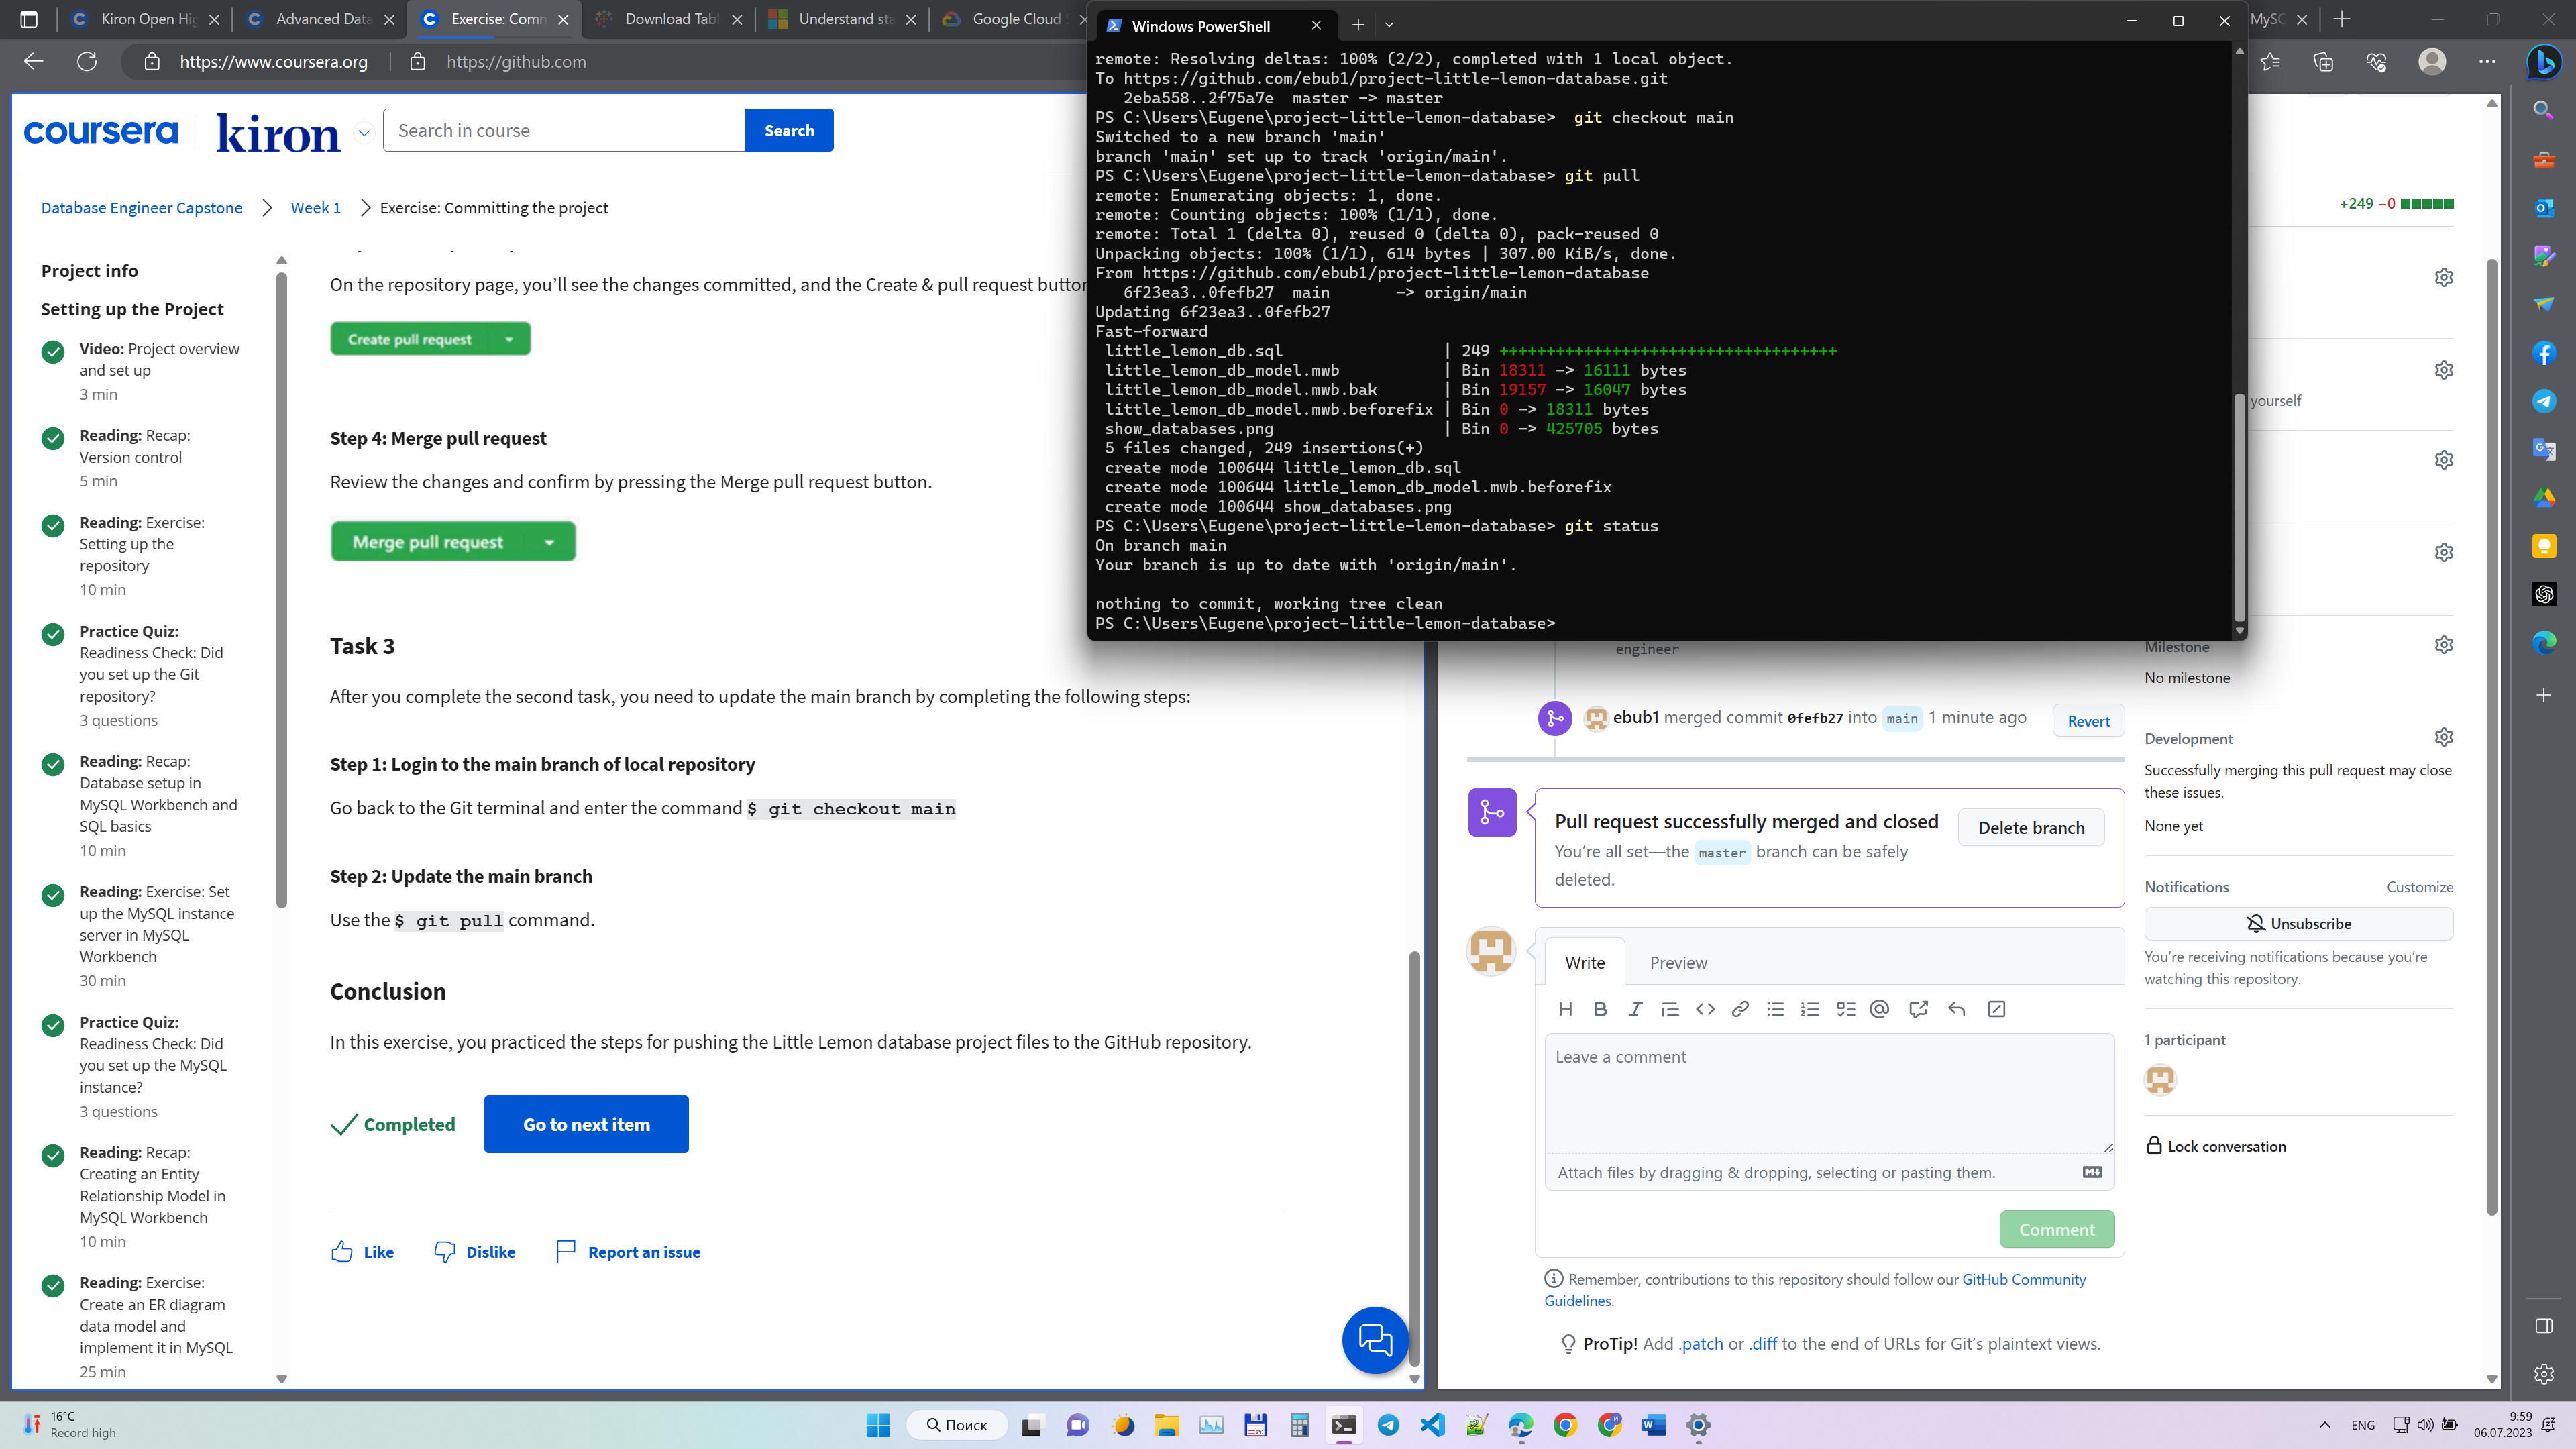 Kiron Open Hig
Advanced Data
Exercise: Comm
Download Tabl
Understand sta
Google Cloud S
MySC
https://www.coursera.org
https://github.com
coursera
kiron
Search in course
Search
Database Engineer Capstone
Week 1
Exercise: Committing the project
Project info
Setting up the Project
Video: Project overview
and set up
3 min
Reading: Recap:
Version control
5 min
Reading: Exercise:
Setting up the
repository
10 min
Practice Quiz:
Readiness Check: Did
you set up the Git
repository?
3 questions
Reading: Recap:
Database setup in
MySQL Workbench and
SQL basics
10 min
Reading: Exercise: Set
up the MySQL instance
server in MySQL
Workbench
30 min
Practice Quiz:
Readiness Check: Did
you set up the MySQL
instance?
3 questions
Reading: Recap:
Creating an Entity
Relationship Model in
MySQL Workbench
10 min
Reading: Exercise:
Create an ER diagram
data model and
implement it in MySQL
25 min
On the repository page, you'll see the changes committed, and the Create & pull request button
Create pull request
Step 4: Merge pull request
Review the changes and confirm by pressing the Merge pull request button.
Merge pull request
Task 3
After you complete the second task, you need to update the main branch by completing the following steps:
Step 1: Login to the main branch of local repository
Go back to the Git terminal and enter the command $ git checkout main
Step 2: Update the main branch
Use the $ git pull command.
Conclusion
In this exercise, you practiced the steps for pushing the Little Lemon database project files to the GitHub repository.
Completed
Go to next item
Like
Dislike
Report an issue
Windows PowerShell
remote: Resolving deltas: 100% (2/2), completed with 1 local object.
To https://github.com/ebub1/project-little-lemon-database.git
2eba558..2f75a7e master -> master
PS C:\Users\Eugene\project-little-lemon-database> git checkout main
Switched to a new branch 'main'
branch 'main' set up to track 'origin/main'.
PS C:\Users\Eugene\project-little-lemon-database> git pull
remote: Enumerating objects: 1, done.
remote: Counting objects: 100% (1/1), done.
remote: Total 1 (delta 0), reused 0 (delta 0), pack-reused 0
Unpacking objects: 100% (1/1), 614 bytes | 307.00 KiB/s, done.
From https://github.com/ebub1/project-little-lemon-database
6f23ea3..0fefb27 main -> origin/main
Updating 6f23ea3..0fefb27
Fast-forward
little_lemon_db.sql | 249 ++++++++++++++++++++++++++++++++++++
little_lemon_db_model.mwb | Bin 18311 -> 16111 bytes
little_lemon_db_model.mwb.bak | Bin 19157 -> 16047 bytes
little_lemon_db_model.mwb.beforefix | Bin 0 -> 18311 bytes
show_databases.png | Bin 0 -> 425705 bytes
5 files changed, 249 insertions(+)
create mode 100644 little_lemon_db.sql
create mode 100644 little_lemon_db_model.mwb.beforefix
create mode 100644 show_databases.png
PS C:\Users\Eugene\project-little-lemon-database> git status
On branch main
Your branch is up to date with 'origin/main'.
nothing to commit, working tree clean
PS C:\Users\Eugene\project-little-lemon-database>
+249 −0
yourself
engineer
ebub1 merged commit 0fefb27 into main 1 minute ago
Revert
Pull request successfully merged and closed
You're all set—the master branch can be safely
deleted.
Delete branch
Write
Preview
Leave a comment
Attach files by dragging & dropping, selecting or pasting them.
Comment
Remember, contributions to this repository should follow our GitHub Community
Guidelines.
ProTip! Add .patch or .diff to the end of URLs for Git's plaintext views.
Milestone
No milestone
Development
Successfully merging this pull request may close
these issues.
None yet
Notifications
Customize
Unsubscribe
You're receiving notifications because you're
watching this repository.
1 participant
Lock conversation
16°C
Record high
Поиск
ENG
9:59
06.07.2023